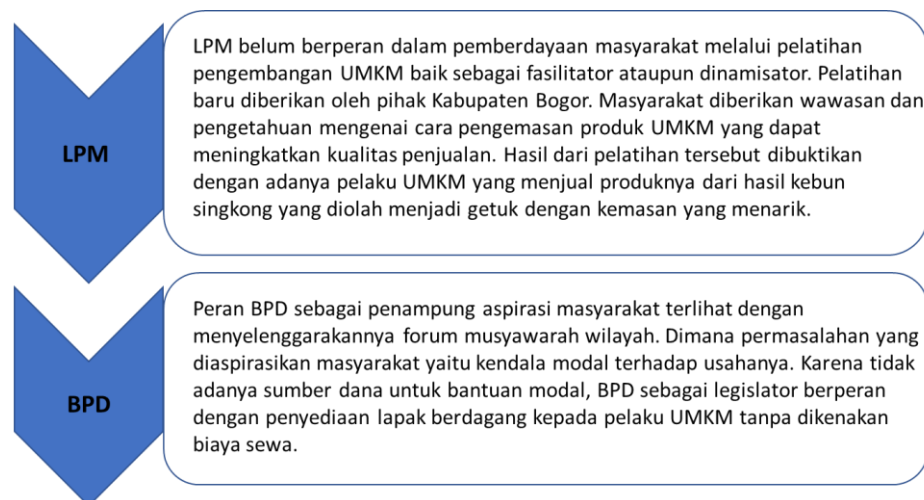 LPM
LPM belum berperan dalam pemberdayaan masyarakat melalui pelatihan
pengembangan UMKM baik sebagai fasilitator ataupun dinamisator. Pelatihan
baru diberikan oleh pihak Kabupaten Bogor. Masyarakat diberikan wawasan dan
pengetahuan mengenai cara pengemasan produk UMKM yang dapat
meningkatkan kualitas penjualan. Hasil dari pelatihan tersebut dibuktikan
dengan adanya pelaku UMKM yang menjual produknya dari hasil kebun
singkong yang diolah menjadi getuk dengan kemasan yang menarik.
BPD
Peran BPD sebagai penampung aspirasi masyarakat terlihat dengan
menyelenggarakannya forum musyawarah wilayah. Dimana permasalahan yang
diaspirasikan masyarakat yaitu kendala modal terhadap usahanya. Karena tidak
adanya sumber dana untuk bantuan modal, BPD sebagai legislator berperan
dengan penyediaan lapak berdagang kepada pelaku UMKM tanpa dikenakan
biaya sewa.